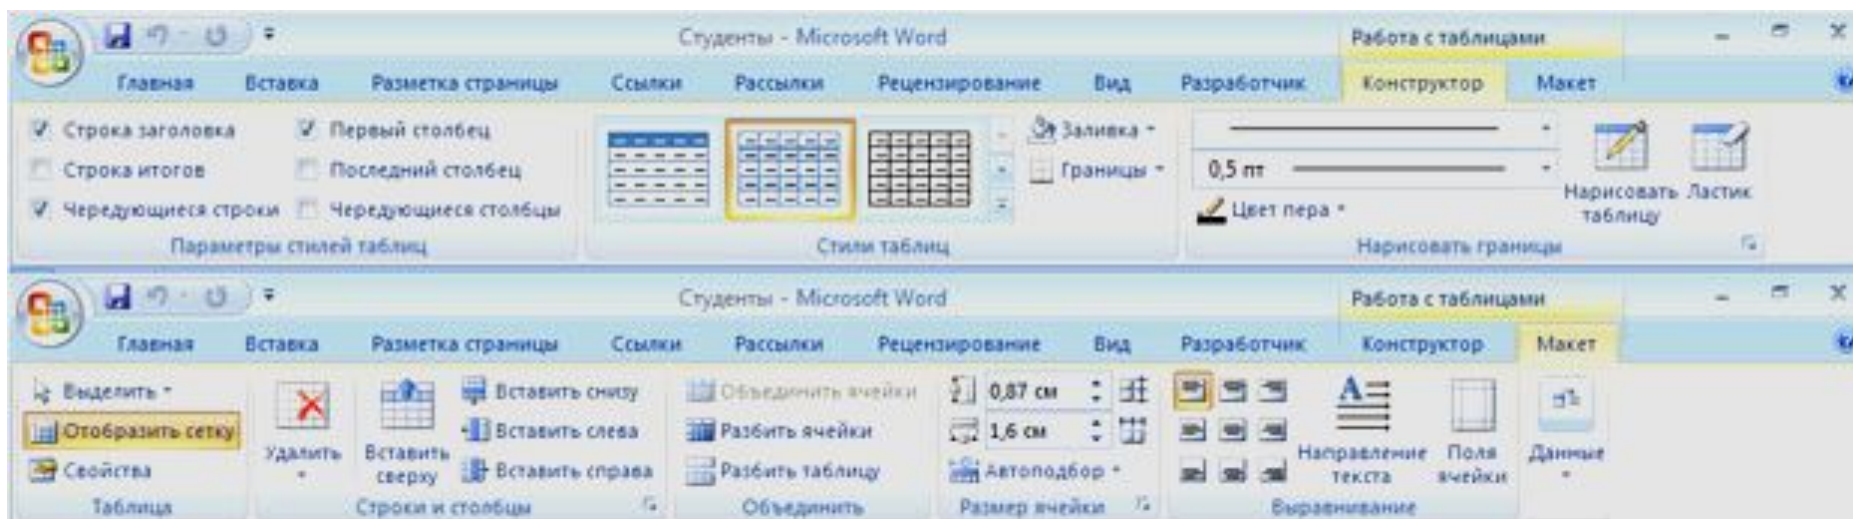 Студенты - Microsoft Word
Работа с таблицами
Главная Вставка Разметка страницы Ссылки Рассылки Рецензирование Вид Разработчик Конструктор Макет
Строка заголовка Первый столбец Заливка
Строка итогов Последний столбец Границы 0,5 пт
Чередующиеся строки Чередующиеся столбцы Цвет пера Нарисовать таблицу Ластик
Параметры стилей таблиц Стили таблиц Нарисовать границы
Студенты - Microsoft Word
Работа с таблицами
Главная Вставка Разметка страницы Ссылки Рассылки Рецензирование Вид Разработчик Конструктор Макет
Выделить Вставить снизу Объединить ячейки 0,87 см
Отобразить сетку Вставить слева Разбить ячейки 1,6 см
Свойства Удалить Вставить сверху Вставить справа Разбить таблицу Автоподбор Направление текста Поля ячейки Данные
Таблица Строки и столбцы Объединить Размер ячейки Выравнивание